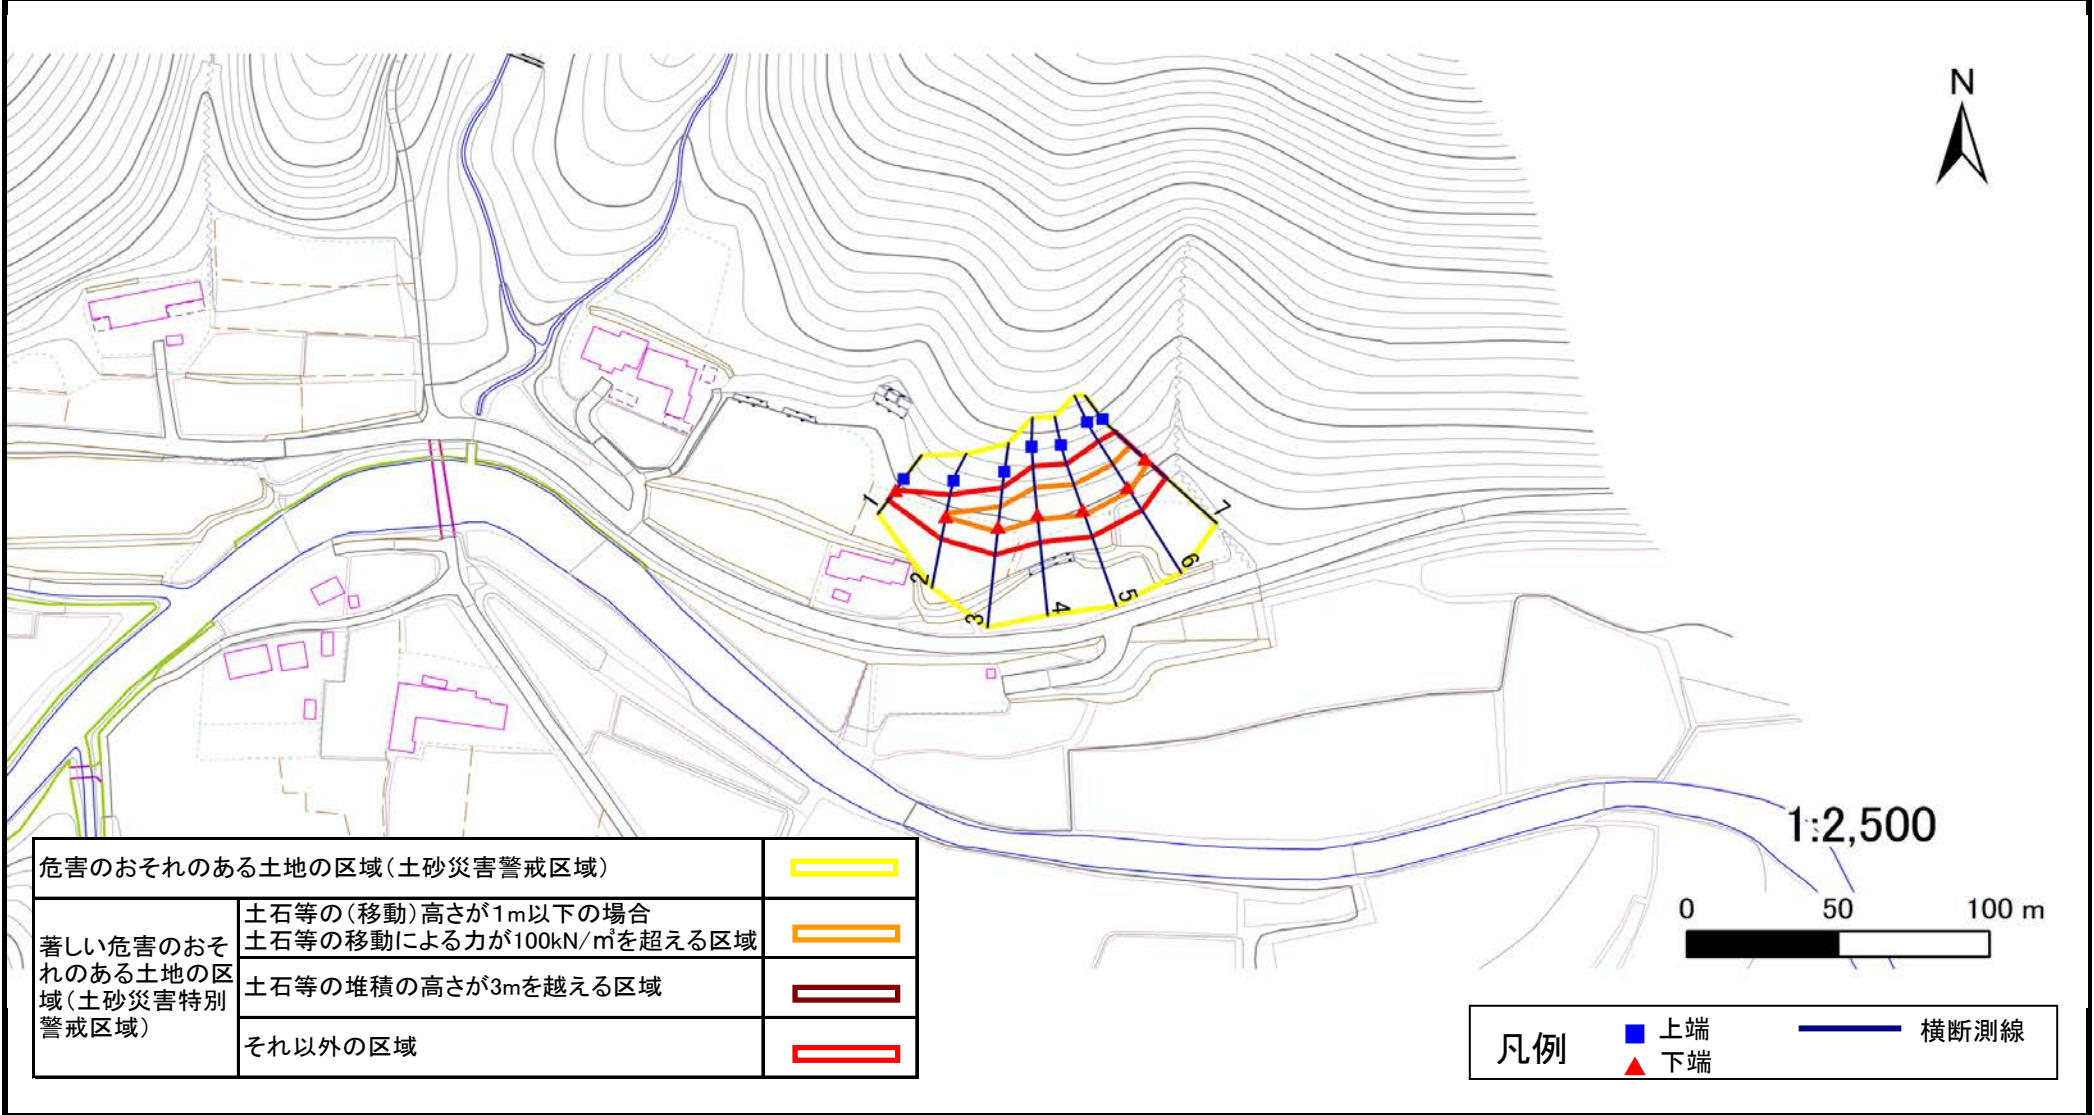 N
1
2
3
4
5
6
7
1:2,500
0 50 100 m
危害のおそれのある土地の区域(土砂災害警戒区域)
著しい危害のおそ
れのある土地の区
域(土砂災害特別
警戒区域)
土石等の(移動)高さが1m以下の場合
土石等の移動による力が100kN/㎥を超える区域
土石等の堆積の高さが3mを越える区域
それ以外の区域
凡例
上端
下端
横断測線